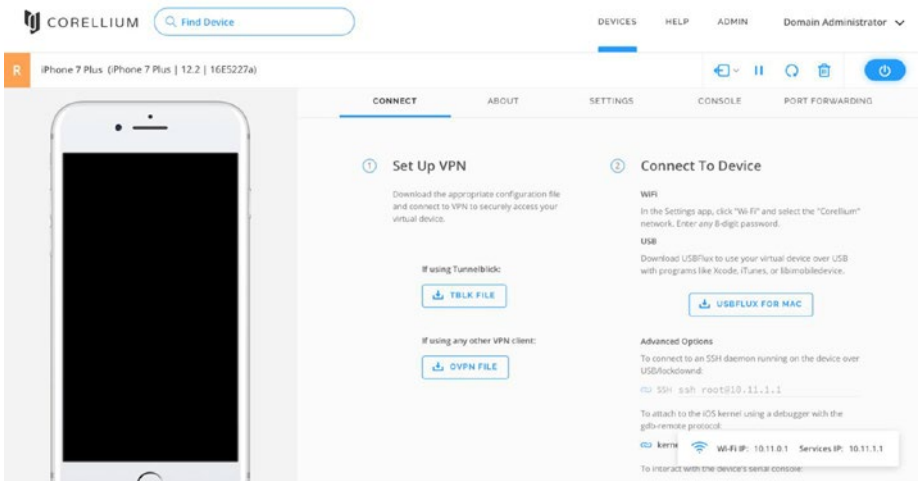 CORELLIUM
Find Device
DEVICES
HELP
ADMIN
Domain Administrator
R
iPhone 7 Plus (iPhone 7 Plus | 12.2 | 16E5227a)
CONNECT
ABOUT
SETTINGS
CONSOLE
PORT FORWARDING
1 Set Up VPN
Download the appropriate configuration file
and connect to VPN to securely access your
virtual device.
If using Tunnelblick:
TBLK FILE
If using any other VPN client:
OVPN FILE
2 Connect To Device
WiFi
In the Settings app, click "Wi-Fi" and select the "Corellium"
network. Enter any 8-digit password.
USB
Download USBFlux to use your virtual device over USB
with programs like Xcode, iTunes, or libimobiledevice.
USBFLUX FOR MAC
Advanced Options
To connect to an SSH daemon running on the device over
USB/lockdownd:
SSH ssh root@10.11.1.1
To attach to the iOS kernel using a debugger with the
gdb-remote protocol:
Wi-Fi IP: 10.11.0.1 Services IP: 10.11.1.1
To interact with the device's serial console: